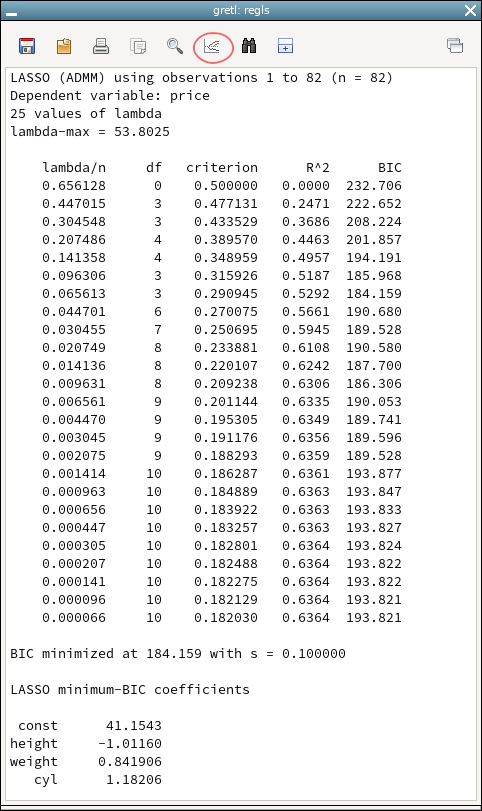 gretl: regls
LASSO (ADMM) using observations 1 to 82 (n = 82)
Dependent variable: price
25 values of lambda
lambda-max = 53.8025
lambda/n df criterion R^2 BIC
0.656128 0 0.500000 0.0000 232.706
0.447015 3 0.477131 0.2471 222.652
0.304548 3 0.433529 0.3686 208.224
0.207486 4 0.389570 0.4463 201.857
0.141358 4 0.348959 0.4957 194.191
0.096306 3 0.315926 0.5187 185.968
0.065613 3 0.290945 0.5292 184.159
0.044701 6 0.270075 0.5661 190.680
0.030455 7 0.250695 0.5945 189.528
0.020749 8 0.233881 0.6108 190.580
0.014136 8 0.220107 0.6242 187.700
0.009631 8 0.209238 0.6306 186.306
0.006561 9 0.201144 0.6335 190.053
0.004470 9 0.195305 0.6349 189.741
0.003045 9 0.191176 0.6356 189.596
0.002075 9 0.188293 0.6359 189.528
0.001414 10 0.186287 0.6361 193.877
0.000963 10 0.184889 0.6363 193.847
0.000656 10 0.183922 0.6363 193.833
0.000447 10 0.183257 0.6363 193.827
0.000305 10 0.182801 0.6364 193.824
0.000207 10 0.182488 0.6364 193.822
0.000141 10 0.182275 0.6364 193.822
0.000096 10 0.182129 0.6364 193.821
0.000066 10 0.182030 0.6364 193.821
BIC minimized at 184.159 with s = 0.100000
LASSO minimum-BIC coefficients
const 41.1543
height -1.01160
weight 0.841906
cyl 1.18206